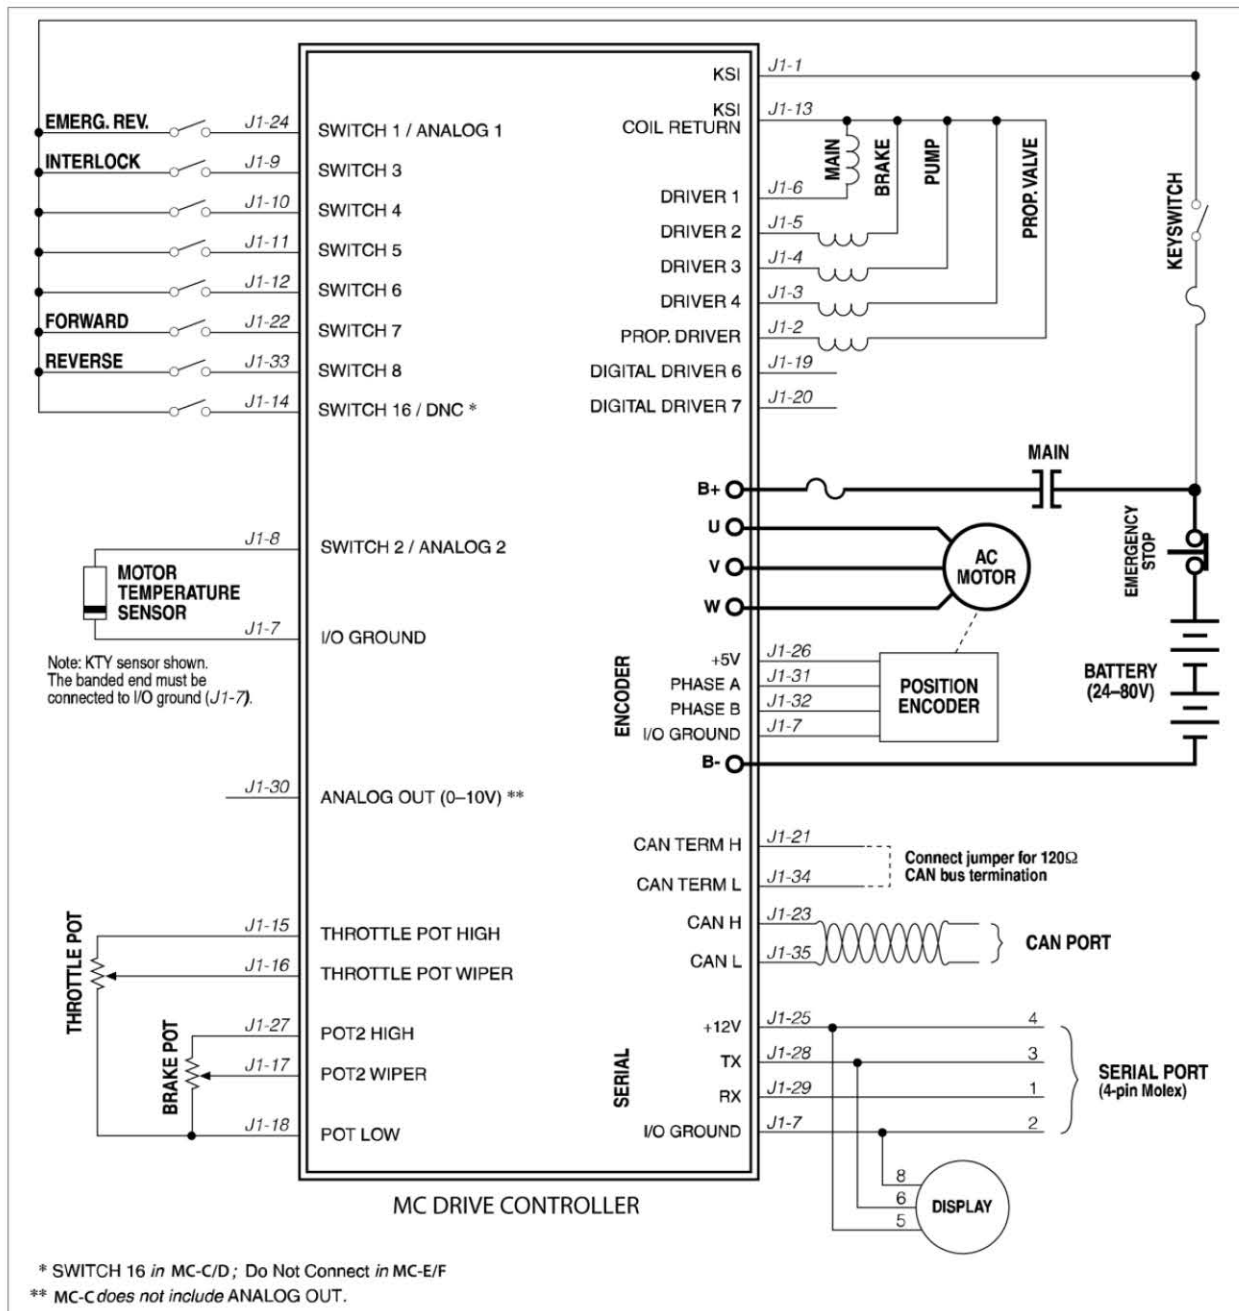 KSI J1-1
KSI J1-13
COIL RETURN
EMERG. REV. J1-24 SWITCH 1 / ANALOG 1
INTERLOCK J1-9 SWITCH 3
J1-10 SWITCH 4
J1-11 SWITCH 5
J1-12 SWITCH 6
FORWARD J1-22 SWITCH 7
REVERSE J1-33 SWITCH 8
J1-14 SWITCH 16 / DNC *
MAIN
BRAKE
PUMP
PROP. VALVE
KEYSWITCH
DRIVER 1 J1-6
DRIVER 2 J1-5
DRIVER 3 J1-4
DRIVER 4 J1-3
PROP. DRIVER J1-2
DIGITAL DRIVER 6 J1-19
DIGITAL DRIVER 7 J1-20
MAIN
B+
U
V
W
AC
MOTOR
EMERGENCY
STOP
BATTERY
(24–80V)
J1-8 SWITCH 2 / ANALOG 2
MOTOR
TEMPERATURE
SENSOR
J1-7 I/O GROUND
Note: KTY sensor shown.
The banded end must be
connected to I/O ground (J1-7).
ENCODER
+5V J1-26
PHASE A J1-31
PHASE B J1-32
I/O GROUND J1-7
POSITION
ENCODER
B-
J1-30 ANALOG OUT (0–10V) **
CAN TERM H J1-21
CAN TERM L J1-34
Connect jumper for 120Ω
CAN bus termination
CAN H J1-23
CAN L J1-35
CAN PORT
THROTTLE POT
J1-15 THROTTLE POT HIGH
J1-16 THROTTLE POT WIPER
BRAKE POT
J1-27 POT2 HIGH
J1-17 POT2 WIPER
J1-18 POT LOW
SERIAL
+12V J1-25 4
TX J1-28 3
RX J1-29 1
I/O GROUND J1-7 2
SERIAL PORT
(4-pin Molex)
8
6
5
DISPLAY
MC DRIVE CONTROLLER
* SWITCH 16 in MC-C/D ; Do Not Connect in MC-E/F
** MC-C does not include ANALOG OUT.